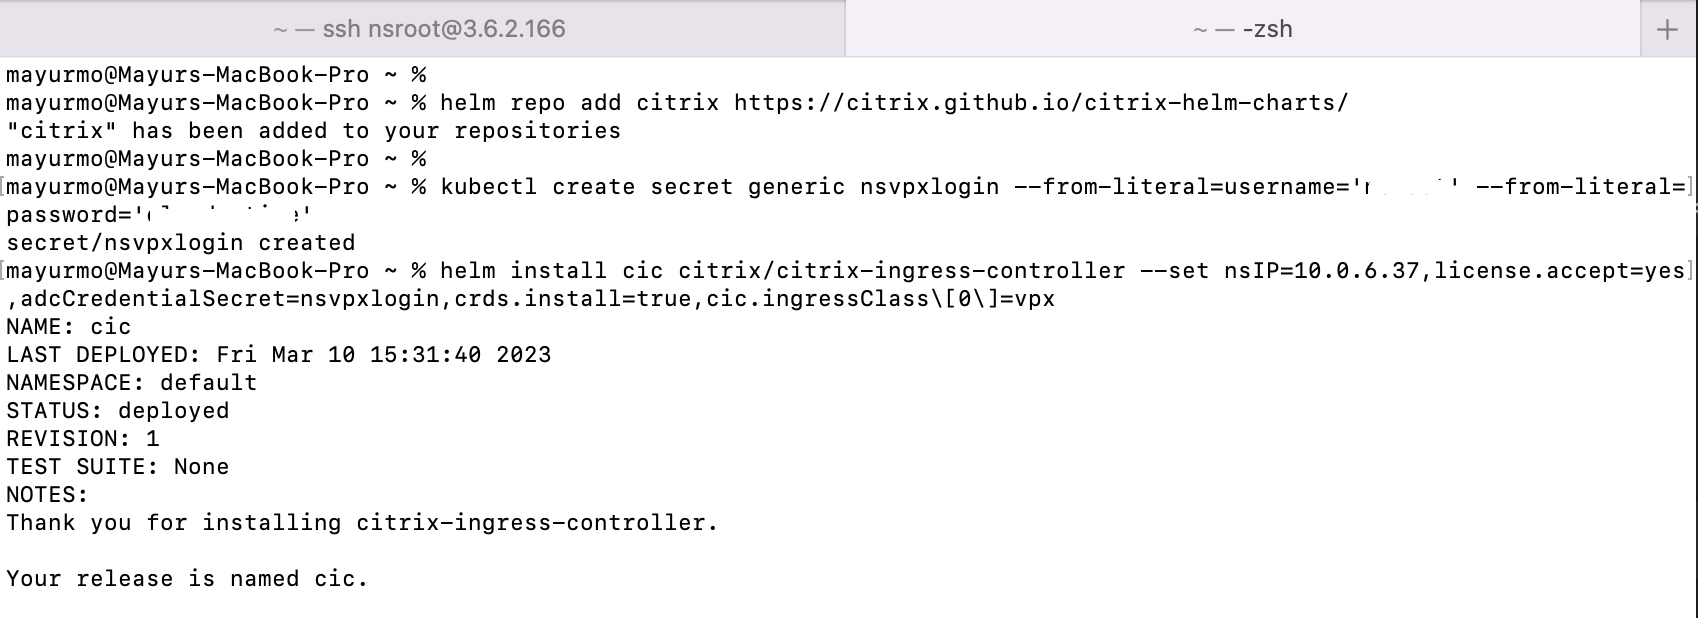 ~ — ssh nsroot@3.6.2.166
~ — -zsh
mayurmo@Mayurs-MacBook-Pro ~ %
mayurmo@Mayurs-MacBook-Pro ~ % helm repo add citrix https://citrix.github.io/citrix-helm-charts/
"citrix" has been added to your repositories
mayurmo@Mayurs-MacBook-Pro ~ %
[mayurmo@Mayurs-MacBook-Pro ~ % kubectl create secret generic nsvpxlogin --from-literal=username=' ' --from-literal=]
password=' '
secret/nsvpxlogin created
[mayurmo@Mayurs-MacBook-Pro ~ % helm install cic citrix/citrix-ingress-controller --set nsIP=10.0.6.37,license.accept=yes]
,adcCredentialSecret=nsvpxlogin,crds.install=true,cic.ingressClass\[0\]=vpx
NAME: cic
LAST DEPLOYED: Fri Mar 10 15:31:40 2023
NAMESPACE: default
STATUS: deployed
REVISION: 1
TEST SUITE: None
NOTES:
Thank you for installing citrix-ingress-controller.
Your release is named cic.